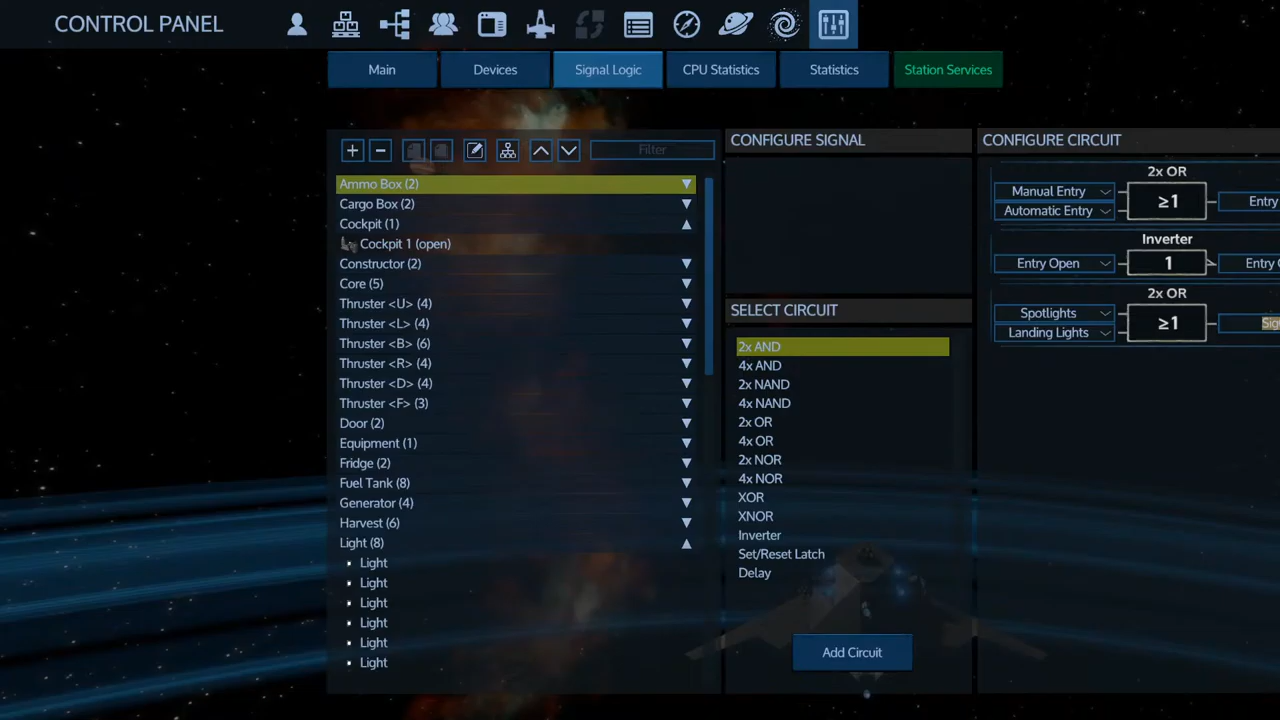 CONTROL PANEL
Main
Devices
Signal Logic
CPU Statistics
Statistics
Station Services
Filter
Ammo Box (2)
Cargo Box (2)
Cockpit (1)
Cockpit 1 (open)
Constructor (2)
Core (5)
Thruster <U> (4)
Thruster <L> (4)
Thruster <B> (6)
Thruster <R> (4)
Thruster <D> (4)
Thruster <F> (3)
Door (2)
Equipment (1)
Fridge (2)
Fuel Tank (8)
Generator (4)
Harvest (6)
Light (8)
Light
Light
Light
Light
Light
Light
CONFIGURE SIGNAL
SELECT CIRCUIT
2x AND
4x AND
2x NAND
4x NAND
2x OR
4x OR
2x NOR
4x NOR
XOR
XNOR
Inverter
Set/Reset Latch
Delay
Add Circuit
CONFIGURE CIRCUIT
2x OR
Manual Entry
Automatic Entry
≥1
Entry
Inverter
Entry Open
1
Entry
2x OR
Spotlights
Landing Lights
≥1